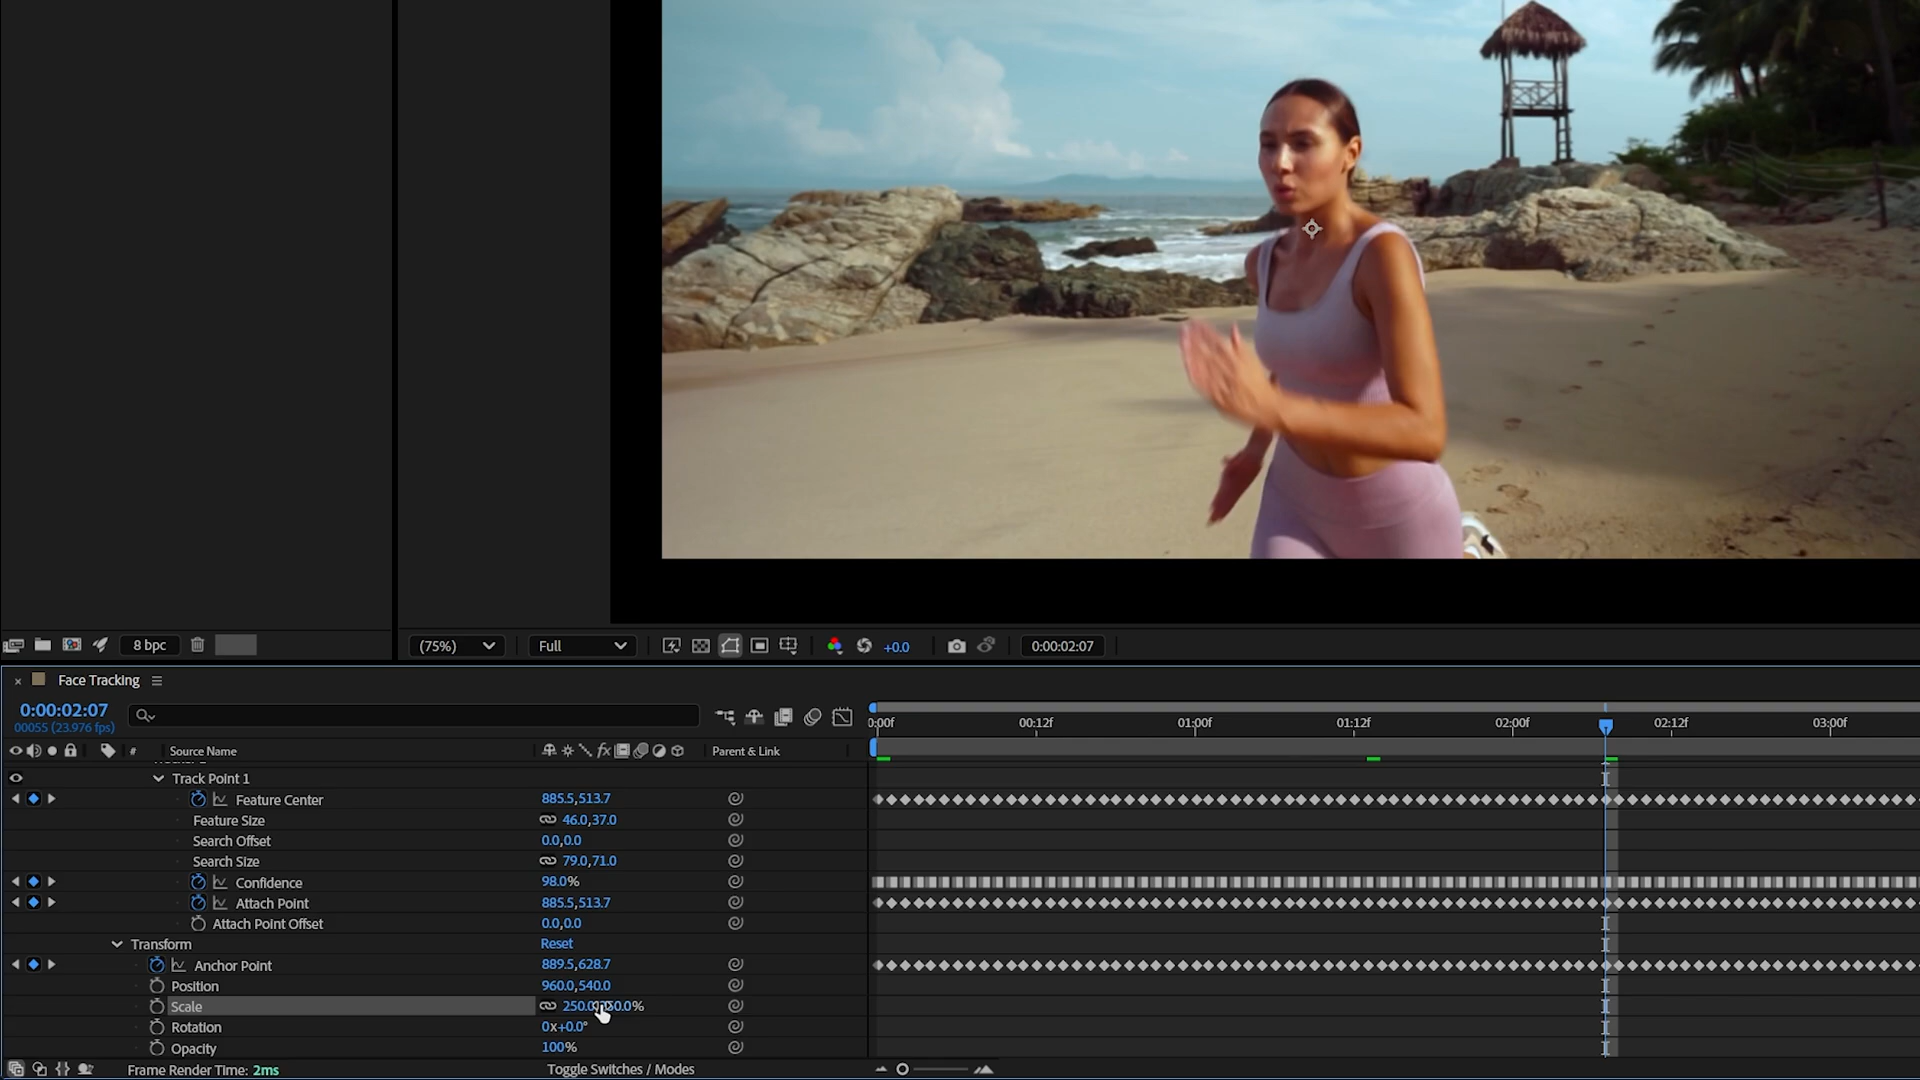 8 bpc
(75%)
Full
+0.0
0:00:02:07
Face Tracking
0:00:02:07
00055 (23.976 fps)
0:00f
00:12f
01:00f
01:12f
02:00f
02:12f
03:00f
#
Source Name
fx
Parent & Link
Track Point 1
Feature Center
885.5,513.7
Feature Size
46.0,37.0
Search Offset
0.0,0.0
Search Size
79.0,71.0
Confidence
98.0%
Attach Point
885.5,513.7
Attach Point Offset
0.0,0.0
Transform
Reset
Anchor Point
889.5,628.7
Position
960.0,540.0
Scale
Rotation
0x+0.0°
Opacity
100%
Frame Render Time: 2ms
Toggle Switches / Modes